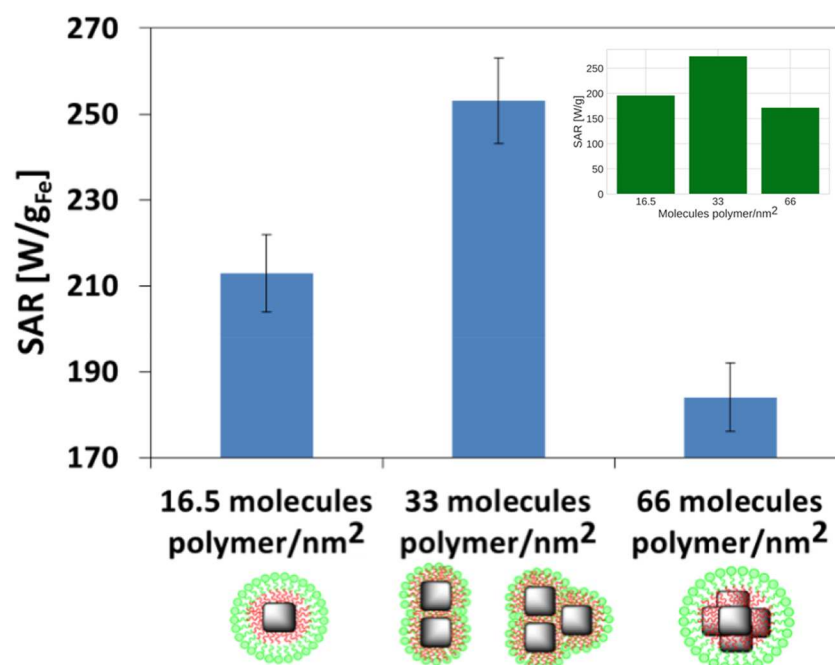 270
250
230
210
190
170
SAR [W/gFe]
16.5 molecules
polymer/nm²
33 molecules
polymer/nm²
66 molecules
polymer/nm²
250
200
150
100
50
0
SAR [W/g]
16.5 33 66
Molecules polymer/nm²